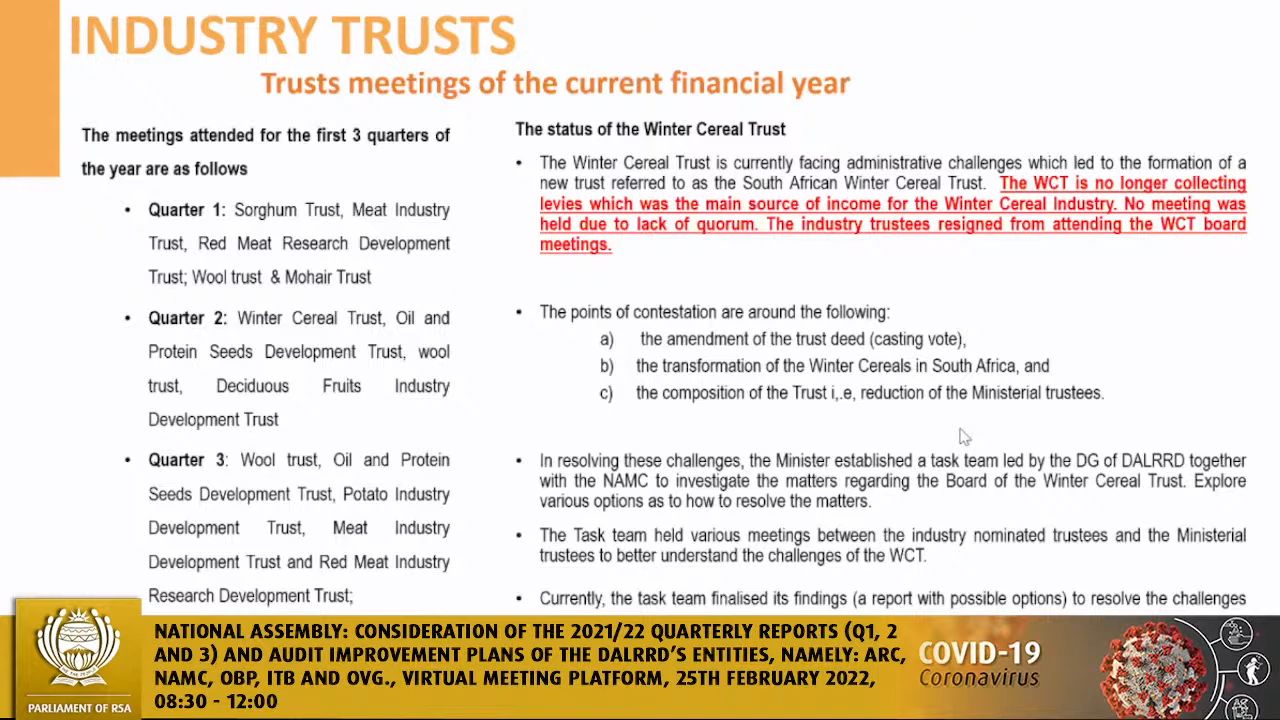 INDUSTRY TRUSTS
Trusts meetings of the current financial year
The meetings attended for the first 3 quarters of
the year are as follows
• Quarter 1: Sorghum Trust, Meat Industry
Trust, Red Meat Research Development
Trust; Wool trust & Mohair Trust
• Quarter 2: Winter Cereal Trust, Oil and
Protein Seeds Development Trust, wool
trust, Deciduous Fruits Industry
Development Trust
• Quarter 3: Wool trust, Oil and Protein
Seeds Development Trust, Potato Industry
Development Trust, Meat Industry
Development Trust and Red Meat Industry
Research Development Trust;
The status of the Winter Cereal Trust
• The Winter Cereal Trust is currently facing administrative challenges which led to the formation of a
new trust referred to as the South African Winter Cereal Trust. The WCT is no longer collecting
levies which was the main source of income for the Winter Cereal Industry. No meeting was
held due to lack of quorum. The industry trustees resigned from attending the WCT board
meetings.
• The points of contestation are around the following:
a) the amendment of the trust deed (casting vote),
b) the transformation of the Winter Cereals in South Africa, and
c) the composition of the Trust i,.e, reduction of the Ministerial trustees.
• In resolving these challenges, the Minister established a task team led by the DG of DALRRD together
with the NAMC to investigate the matters regarding the Board of the Winter Cereal Trust. Explore
various options as to how to resolve the matters.
• The Task team held various meetings between the industry nominated trustees and the Ministerial
trustees to better understand the challenges of the WCT.
• Currently, the task team finalised its findings (a report with possible options) to resolve the challenges
PARLIAMENT OF RSA
NATIONAL ASSEMBLY: CONSIDERATION OF THE 2021/22 QUARTERLY REPORTS (Q1, 2
AND 3) AND AUDIT IMPROVEMENT PLANS OF THE DALRRD'S ENTITIES, NAMELY: ARC,
NAMC, OBP, ITB AND OVG., VIRTUAL MEETING PLATFORM, 25TH FEBRUARY 2022,
08:30 - 12:00
COVID-19
Coronavirus